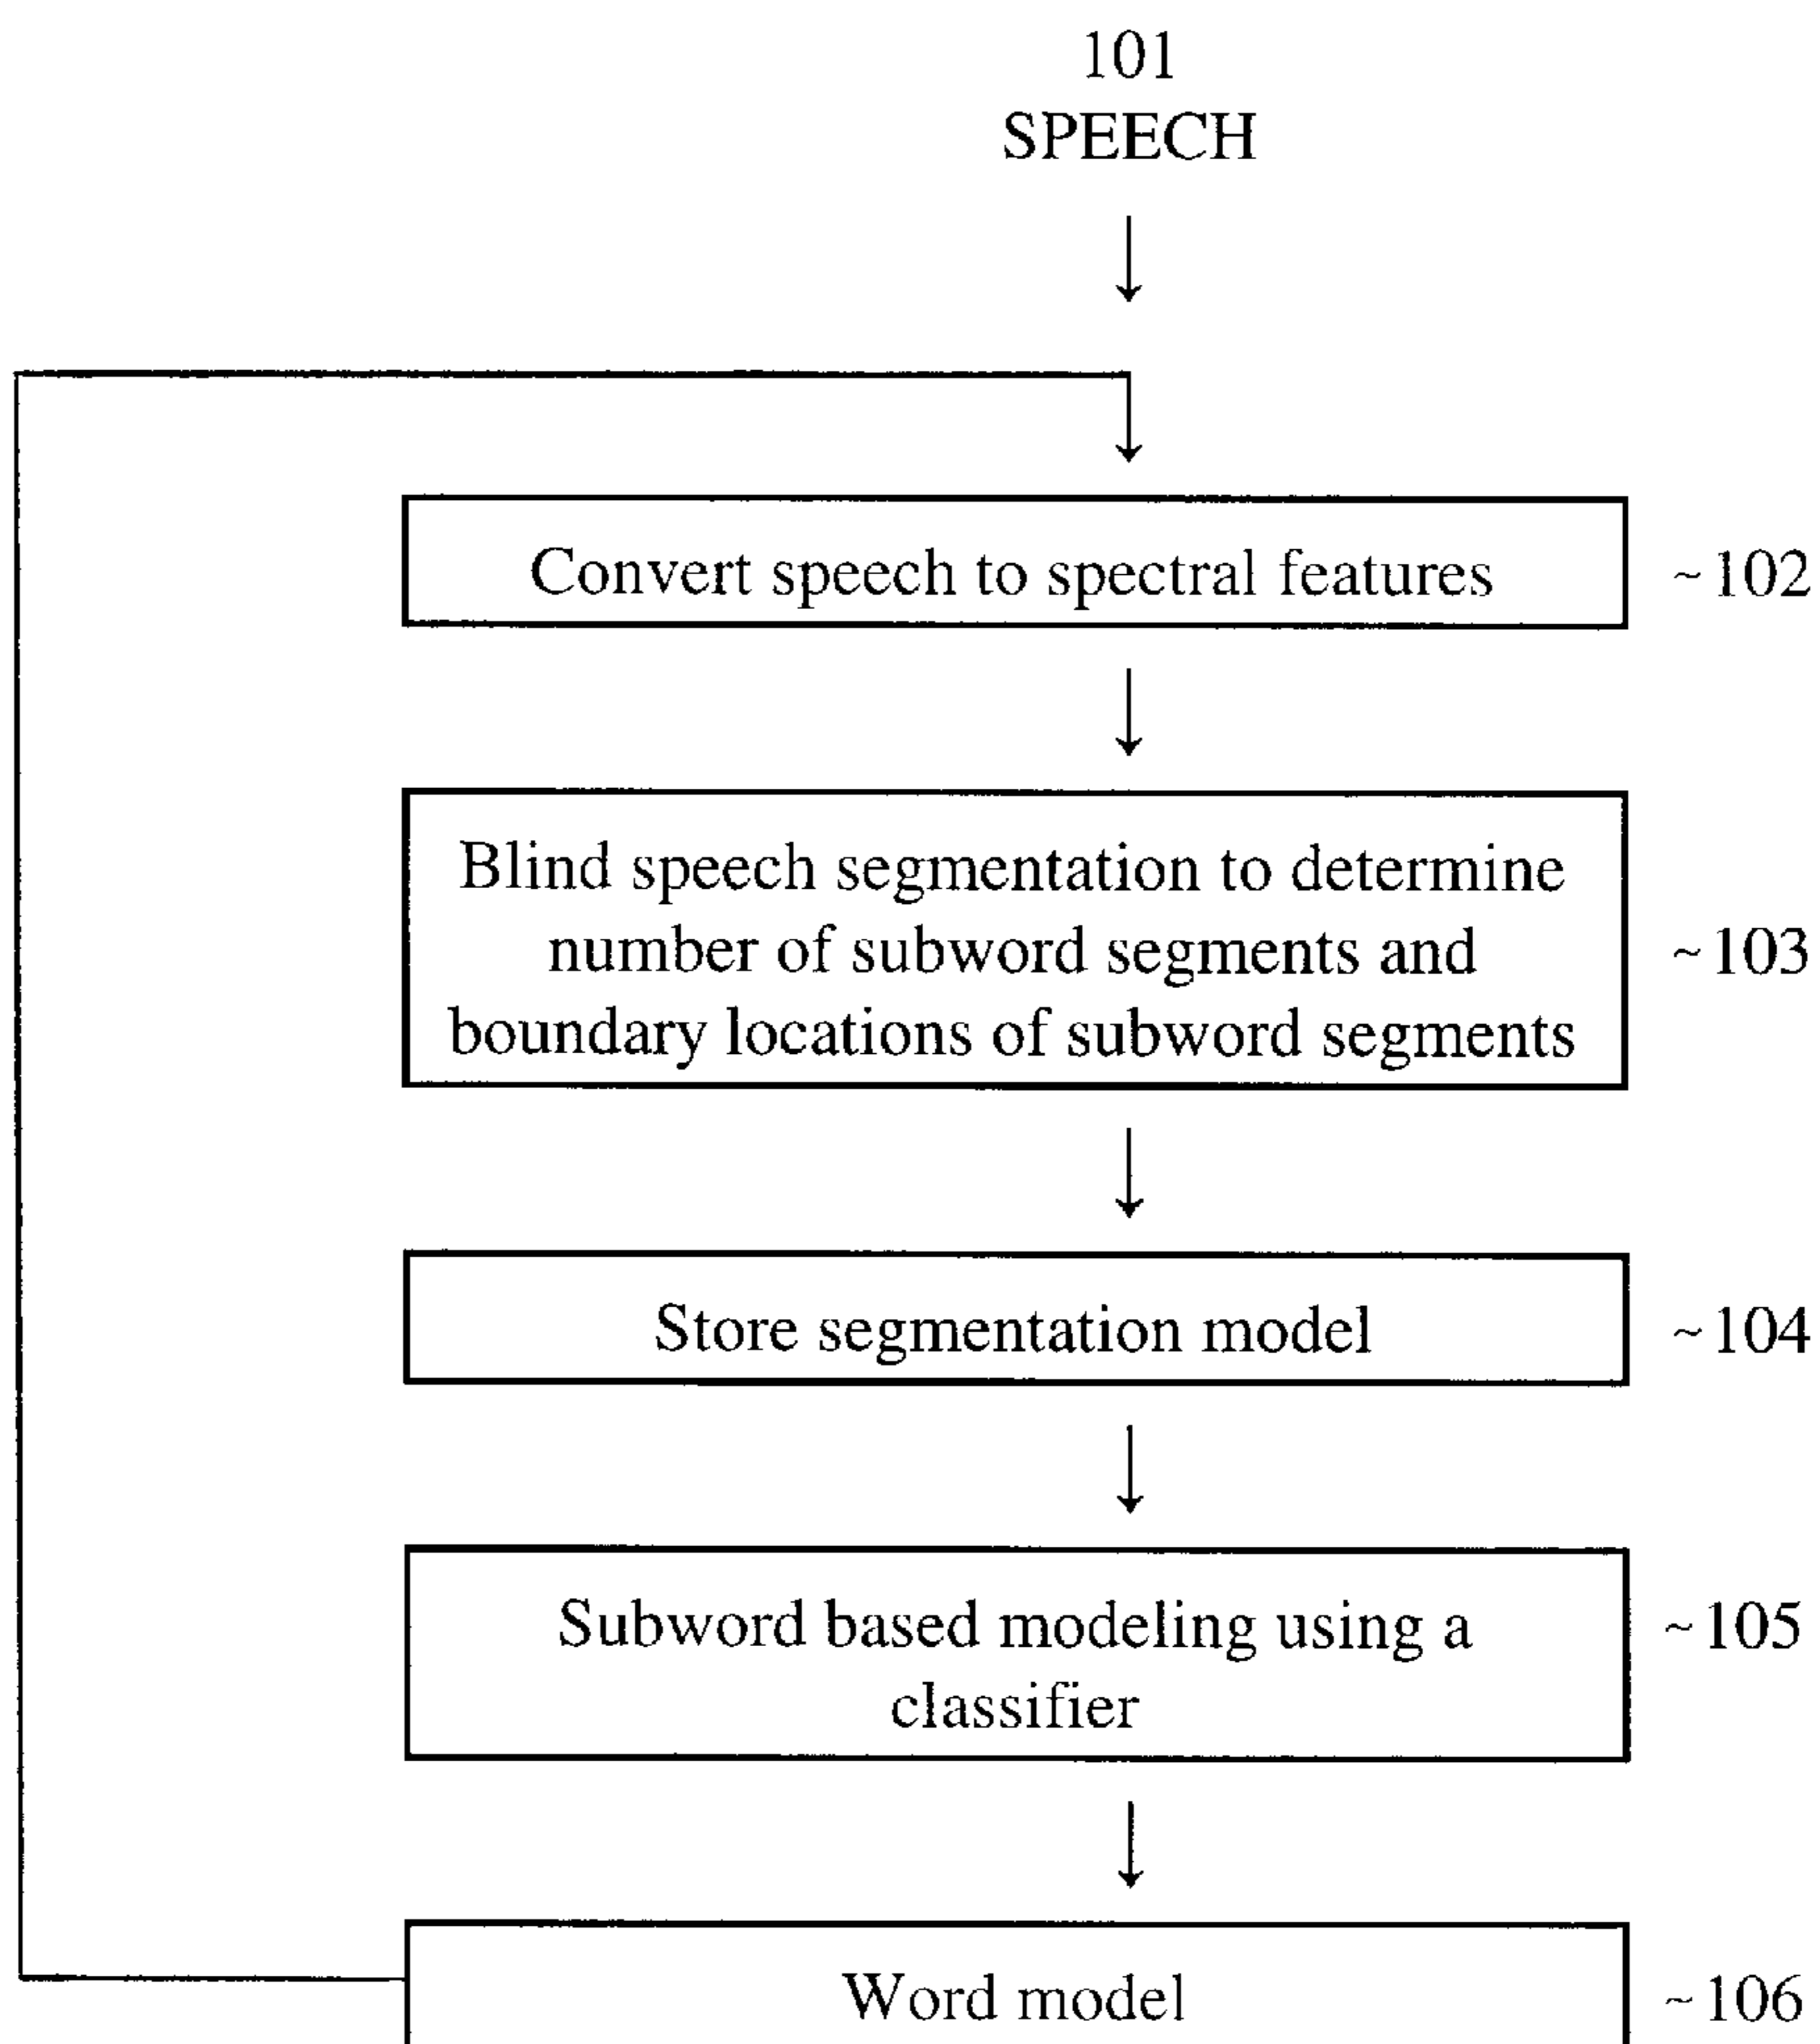 101
SPEECH
Convert speech to spectral features
~102
Blind speech segmentation to determine
number of subword segments and
boundary locations of subword segments
~103
Store segmentation model
~104
Subword based modeling using a
classifier
~105
Word model
~106